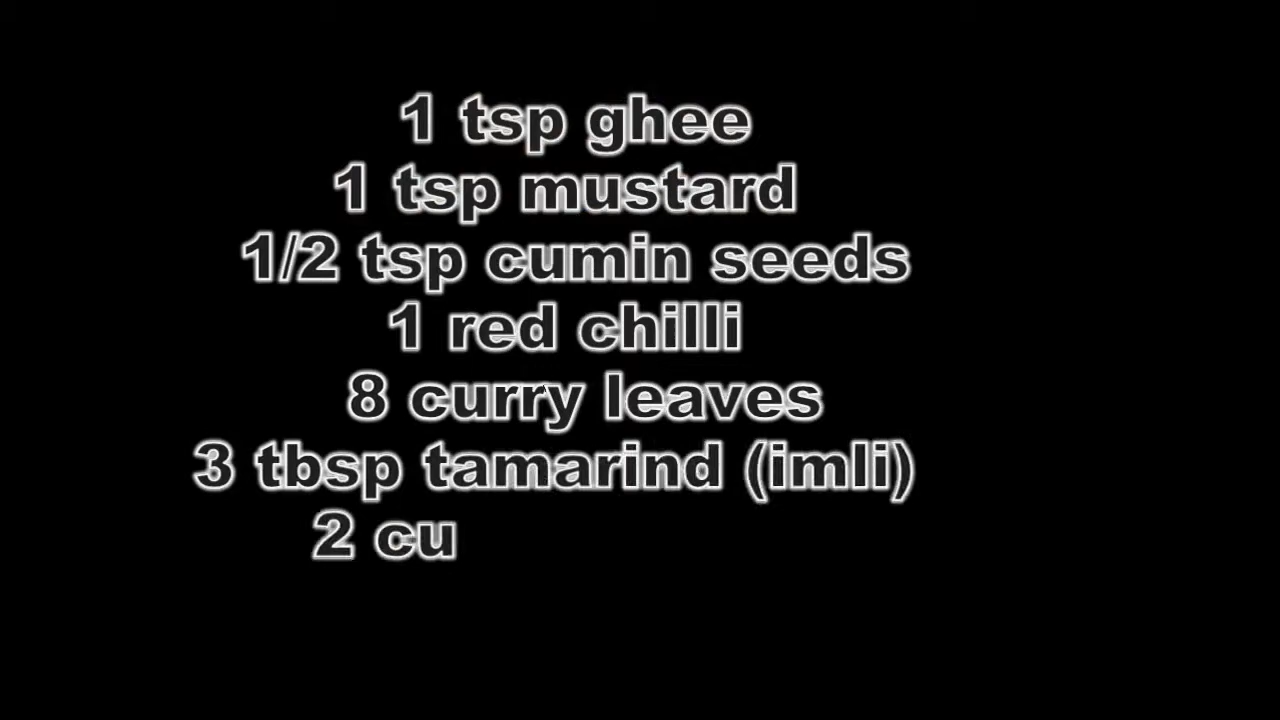 1 tsp ghee
1 tsp mustard
1/2 tsp cumin seeds
1 red chilli
8 curry leaves
3 tbsp tamarind (imli)
2 cu